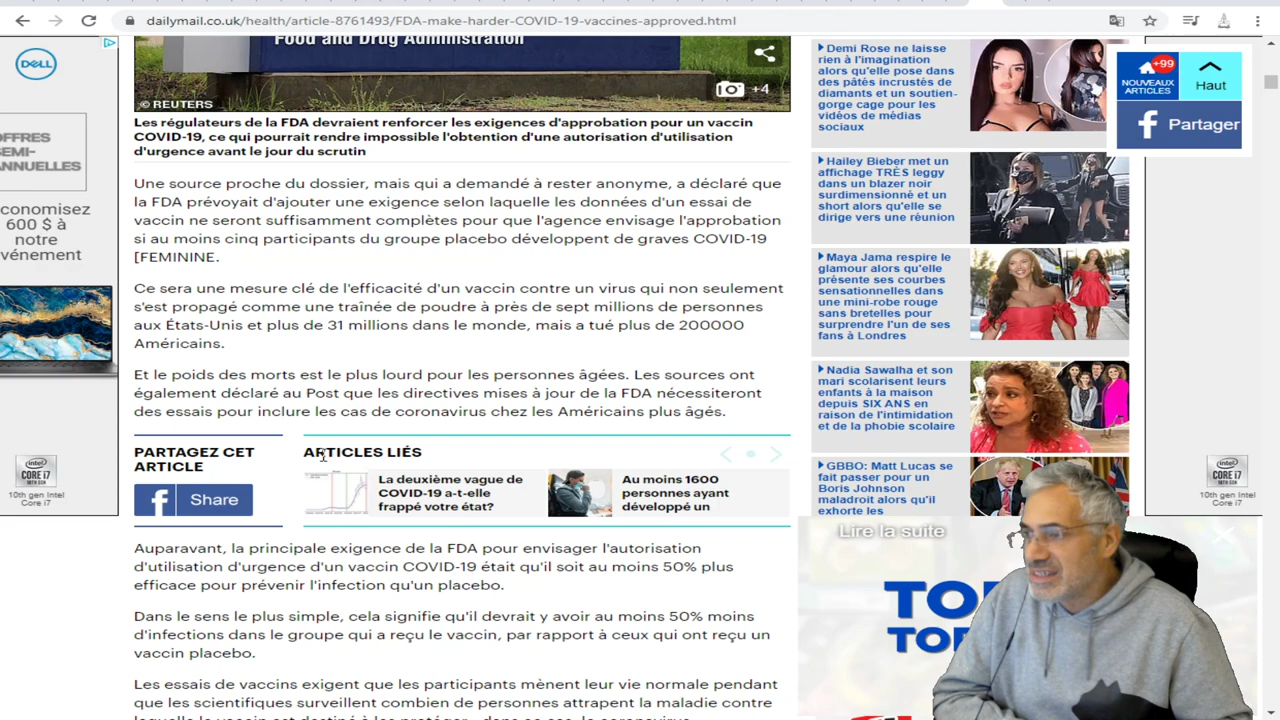 dailymail.co.uk/health/article-8761493/FDA-make-harder-COVID-19-vaccines-approved.html
DELL
OFFRES
SEMI-
ANNUELLES
conomisez
600 $ à
notre
vénement
intel
CORE i7
10th gen Intel
Core i7
Food and Drug Administration
+4
© REUTERS
Les régulateurs de la FDA devraient renforcer les exigences d'approbation pour un vaccin
COVID-19, ce qui pourrait rendre impossible l'obtention d'une autorisation d'utilisation
d'urgence avant le jour du scrutin
Une source proche du dossier, mais qui a demandé à rester anonyme, a déclaré que
la FDA prévoyait d'ajouter une exigence selon laquelle les données d'un essai de
vaccin ne seront suffisamment complètes pour que l'agence envisage l'approbation
si au moins cinq participants du groupe placebo développent de graves COVID-19
[FEMININE.
Ce sera une mesure clé de l'efficacité d'un vaccin contre un virus qui non seulement
s'est propagé comme une traînée de poudre à près de sept millions de personnes
aux États-Unis et plus de 31 millions dans le monde, mais a tué plus de 200000
Américains.
Et le poids des morts est le plus lourd pour les personnes âgées. Les sources ont
également déclaré au Post que les directives mises à jour de la FDA nécessiteront
des essais pour inclure les cas de coronavirus chez les Américains plus âgés.
PARTAGEZ CET
ARTICLE
Share
ARTICLES LIÉS
La deuxième vague de
COVID-19 a-t-elle
frappé votre état?
Au moins 1600
personnes ayant
développé un
Auparavant, la principale exigence de la FDA pour envisager l'autorisation
d'utilisation d'urgence d'un vaccin COVID-19 était qu'il soit au moins 50% plus
efficace pour prévenir l'infection qu'un placebo.
Dans le sens le plus simple, cela signifie qu'il devrait y avoir au moins 50% moins
d'infections dans le groupe qui a reçu le vaccin, par rapport à ceux qui ont reçu un
vaccin placebo.
Les essais de vaccins exigent que les participants mènent leur vie normale pendant
que les scientifiques surveillent combien de personnes attrapent la maladie contre
laquelle le vaccin est destiné à les protéger - dans ce cas, le coronavirus
Demi Rose ne laisse
rien à l'imagination
alors qu'elle pose dans
des pâtés incrustés de
diamants et un soutien-
gorge cage pour les
vidéos de médias
sociaux
Hailey Bieber met un
affichage TRÈS leggy
dans un blazer noir
surdimensionné et un
short alors qu'elle se
dirige vers une réunion
Maya Jama respire le
glamour alors qu'elle
présente ses courbes
sensationnelles dans
une mini-robe rouge
sans bretelles pour
surprendre l'un de ses
fans à Londres
Nadia Sawalha et son
mari scolarisent leurs
enfants à la maison
depuis SIX ANS en
raison de l'intimidation
et de la phobie scolaire
GBBO: Matt Lucas se
fait passer pour un
Boris Johnson
maladroit alors qu'il
exhorte les
+99
NOUVEAUX
ARTICLES
Haut
Partager
intel
CORE i7
10th gen Intel
Core i7
Lire la suite